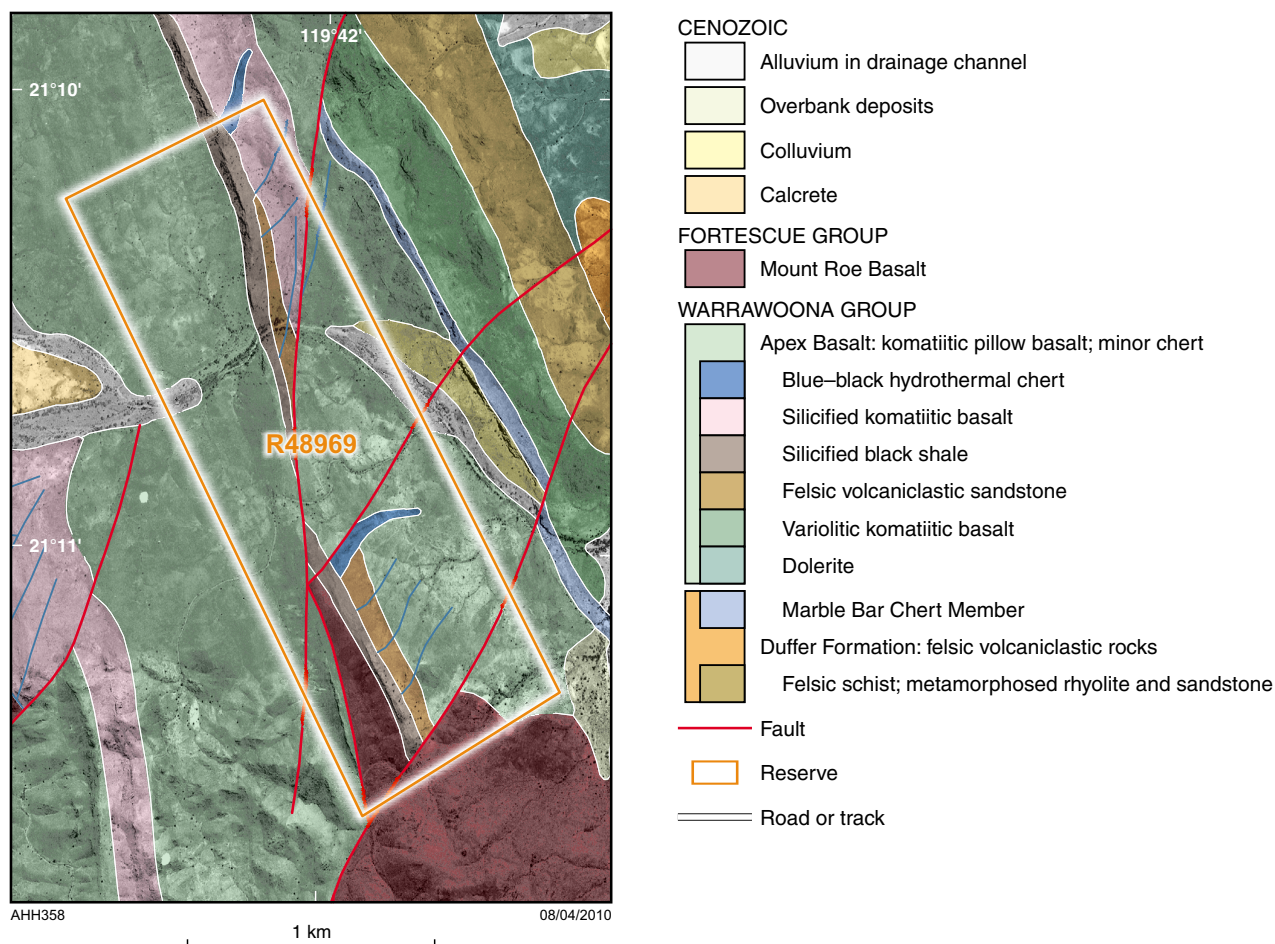 119°42'
21°10'
R48969
21°11'
AHH358
08/04/2010
1 km
CENOZOIC
Alluvium in drainage channel
Overbank deposits
Colluvium
Calcrete
FORTESCUE GROUP
Mount Roe Basalt
WARRAWOONA GROUP
Apex Basalt: komatiitic pillow basalt; minor chert
Blue–black hydrothermal chert
Silicified komatiitic basalt
Silicified black shale
Felsic volcaniclastic sandstone
Variolitic komatiitic basalt
Dolerite
Marble Bar Chert Member
Duffer Formation: felsic volcaniclastic rocks
Felsic schist; metamorphosed rhyolite and sandstone
Fault
Reserve
Road or track